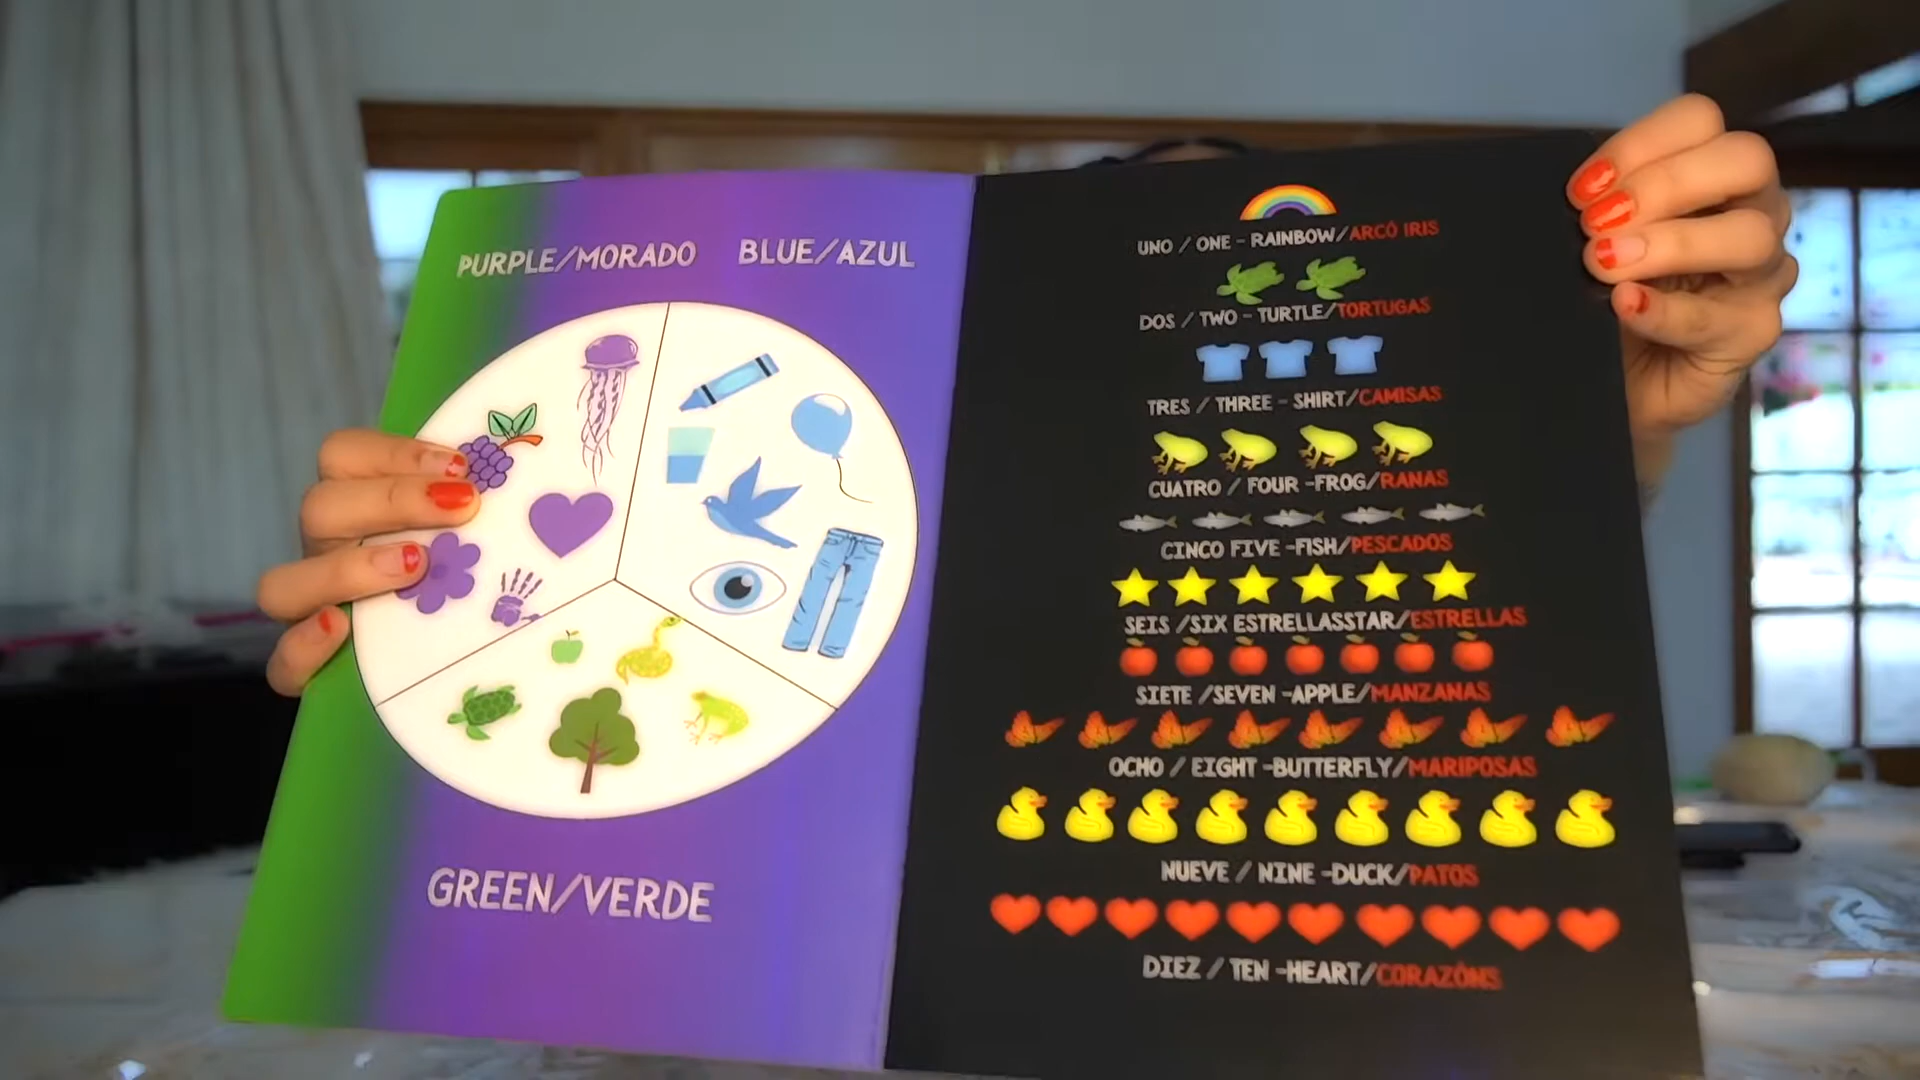 PURPLE/MORADO
BLUE/AZUL
GREEN/VERDE
UNO / ONE - RAINBOW/ARCÓ IRIS
DOS / TWO - TURTLE/TORTUGAS
TRES / THREE - SHIRT/CAMISAS
CUATRO / FOUR -FROG/RANAS
CINCO FIVE -FISH/PESCADOS
SEIS /SIX ESTRELLASSTAR/ESTRELLAS
SIETE /SEVEN -APPLE/MANZANAS
OCHO / EIGHT -BUTTERFLY/MARIPOSAS
NUEVE / NINE -DUCK/PATOS
DIEZ / TEN -HEART/CORAZÓNS